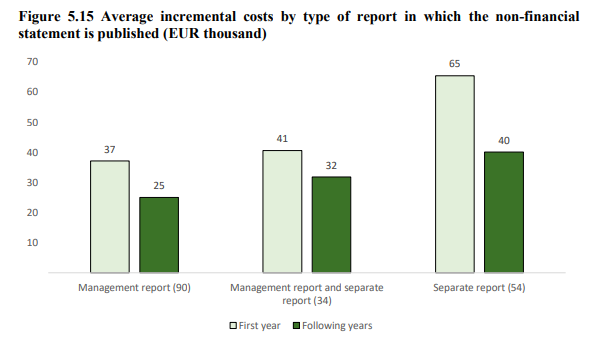 Figure 5.15 Average incremental costs by type of report in which the non-financial
statement is published (EUR thousand)
70
60
50
40
30
20
10
37
25
41
32
65
40
Management report (90)
Management report and separate
report (34)
Separate report (54)
First year
Following years